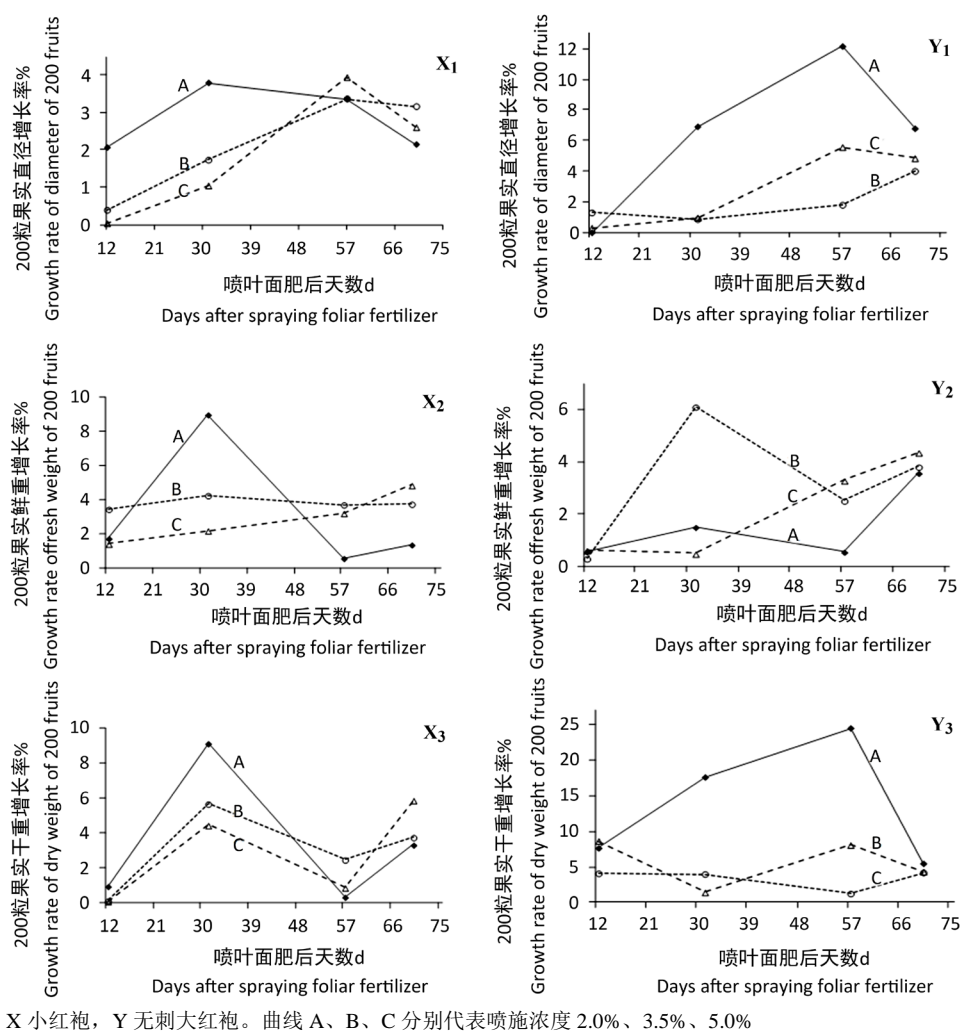 200粒果实直径增长率%
Growth rate of diameter of 200 fruits
X1
4
3
2
1
0
A
B
C
12 21 30 39 48 57 66 75
喷叶面肥后天数d
Days after spraying foliar fertilizer
200粒果实直径增长率%
Growth rate of diameter of 200 fruits
Y1
12
10
8
6
4
2
0
A
C
B
12 21 30 39 48 57 66 75
喷叶面肥后天数d
Days after spraying foliar fertilizer
200粒果实鲜重增长率%
Growth rate offresh weight of 200 fruits
X2
10
8
6
4
2
0
A
B
C
12 21 30 39 48 57 66 75
喷叶面肥后天数d
Days after spraying foliar fertilizer
200粒果实鲜重增长率%
Growth rate offresh weight of 200 fruits
Y2
6
4
2
0
B
C
A
12 21 30 39 48 57 66 75
喷叶面肥后天数d
Days after spraying foliar fertilizer
200粒果实干重增长率%
Growth rate of dry weight of 200 fruits
X3
10
8
6
4
2
0
A
B
C
12 21 30 39 48 57 66 75
喷叶面肥后天数d
Days after spraying foliar fertilizer
200粒果实干重增长率%
Growth rate of dry weight of 200 fruits
Y3
25
20
15
10
5
0
A
B
C
12 21 30 39 48 57 66 75
喷叶面肥后天数d
Days after spraying foliar fertilizer
X 小红袍，Y 无刺大红袍。曲线 A、B、C 分别代表喷施浓度 2.0%、3.5%、5.0%